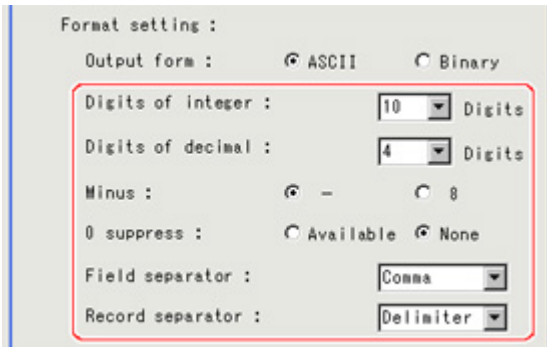 Format setting :
Output form : ASCII Binary
Digits of integer : 10 Digits
Digits of decimal : 4 Digits
Minus : - 8
0 suppress : Available None
Field separator : Comma
Record separator : Delimiter